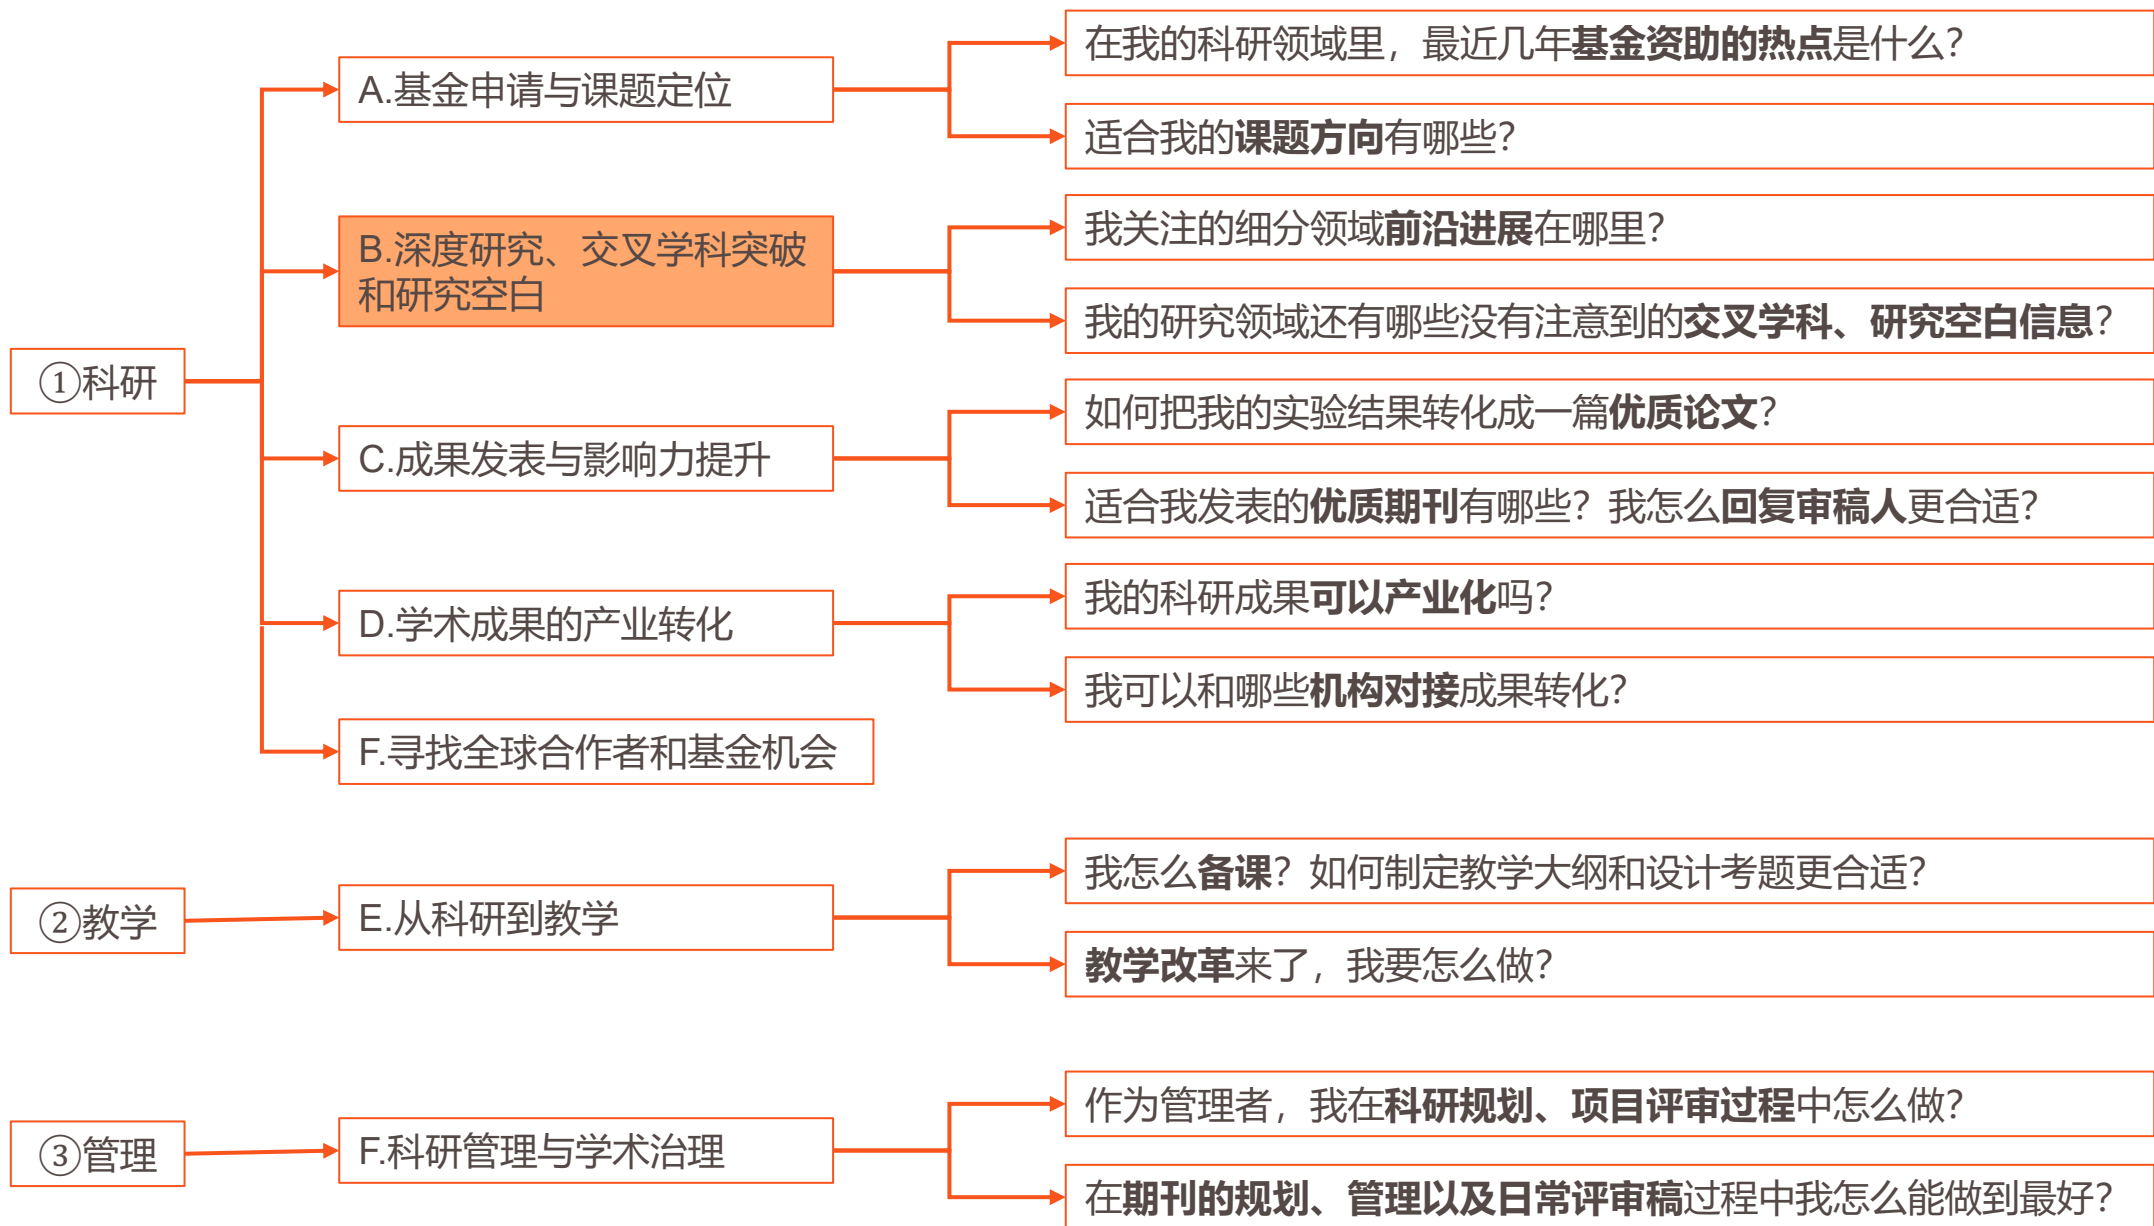 ①科研
A.基金申请与课题定位
在我的科研领域里，最近几年基金资助的热点是什么？
适合我的课题方向有哪些？
B.深度研究、交叉学科突破
和研究空白
我关注的细分领域前沿进展在哪里？
我的研究领域还有哪些没有注意到的交叉学科、研究空白信息？
C.成果发表与影响力提升
如何把我的实验结果转化成一篇优质论文？
适合我发表的优质期刊有哪些？我怎么回复审稿人更合适？
D.学术成果的产业转化
我的科研成果可以产业化吗？
我可以和哪些机构对接成果转化？
F.寻找全球合作者和基金机会
②教学
E.从科研到教学
我怎么备课？如何制定教学大纲和设计考题更合适？
教学改革来了，我要怎么做？
③管理
F.科研管理与学术治理
作为管理者，我在科研规划、项目评审过程中怎么做？
在期刊的规划、管理以及日常评审稿过程中我怎么能做到最好？